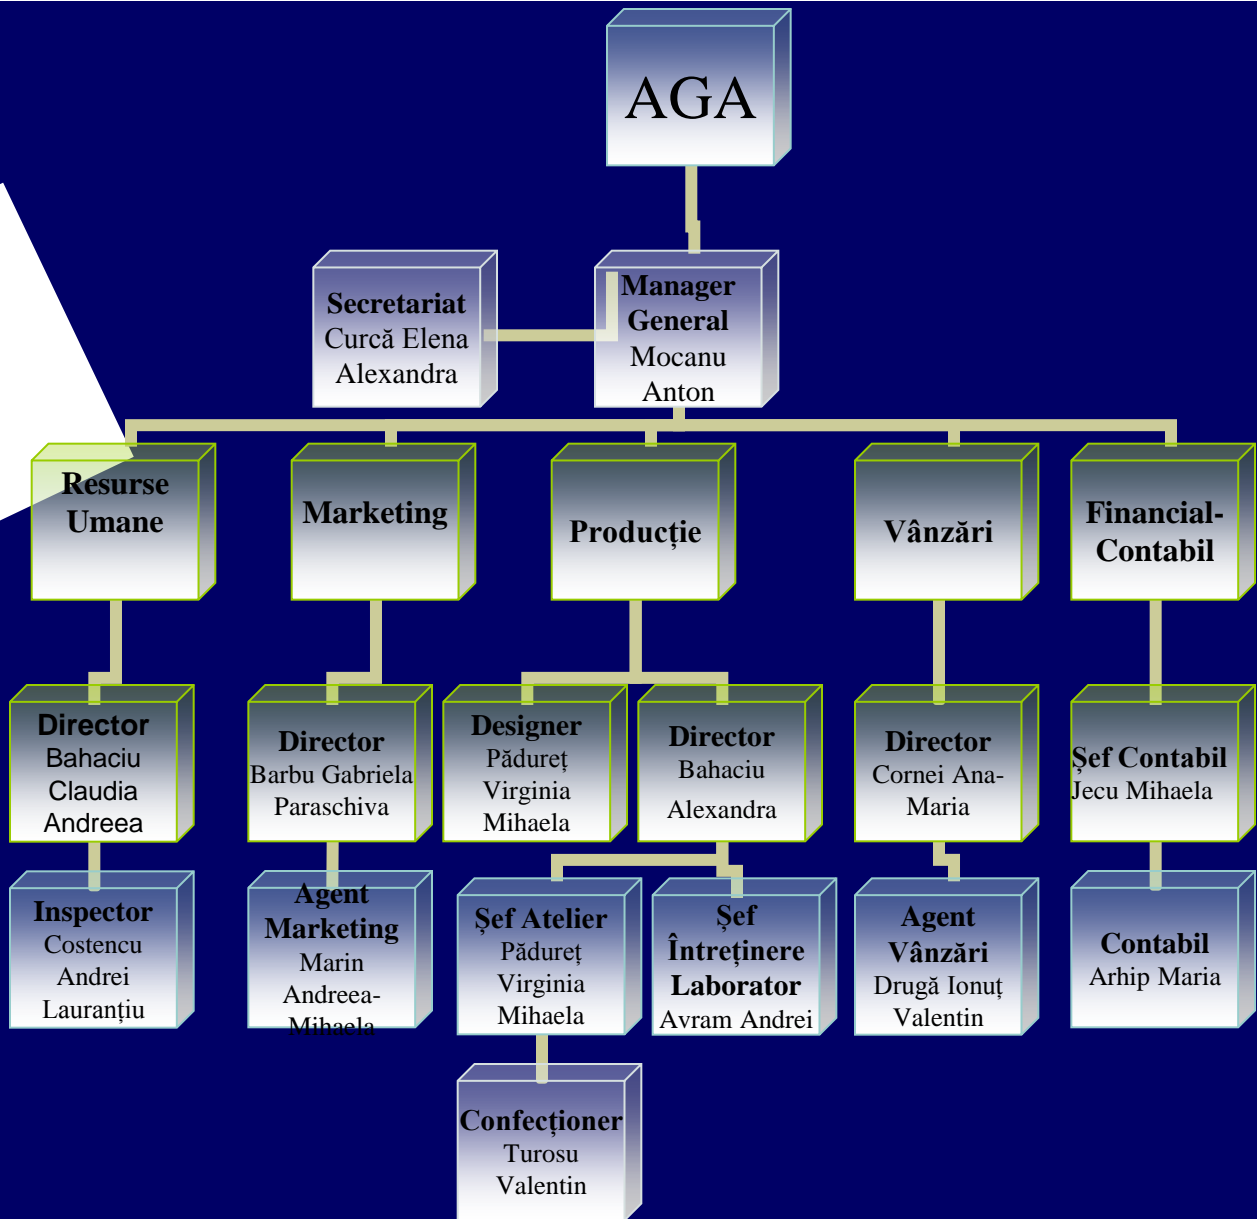 AGA
Secretariat
Curcă Elena
Alexandra
Manager
General
Mocanu
Anton
Resurse
Umane
Marketing
Producție
Vânzări
Financial-
Contabil
Director
Bahaciu
Claudia
Andreea
Director
Barbu Gabriela
Paraschiva
Designer
Pădureț
Virginia
Mihaela
Director
Bahaciu
Alexandra
Director
Cornei Ana-
Maria
Șef Contabil
Jecu Mihaela
Inspector
Costencu
Andrei
Lauranțiu
Agent
Marketing
Marin
Andreea-
Mihaela
Șef Atelier
Pădureț
Virginia
Mihaela
Șef
Întreținere
Laborator
Avram Andrei
Agent
Vânzări
Drugă Ionuț
Valentin
Contabil
Arhip Maria
Confecționer
Turosu
Valentin